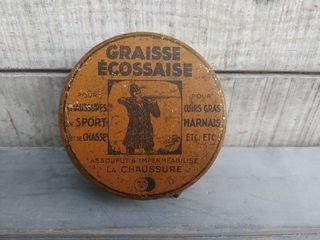 GRAISSE
ÉCOSSAISE
POUR
CHAUSSURES
DE SPORT
ET DE CHASSE
POUR
CUIRS GRAS
HARNAIS
ETC. ETC.
ASSOUPLIT & IMPERMÉABILISE
LA CHAUSSURE